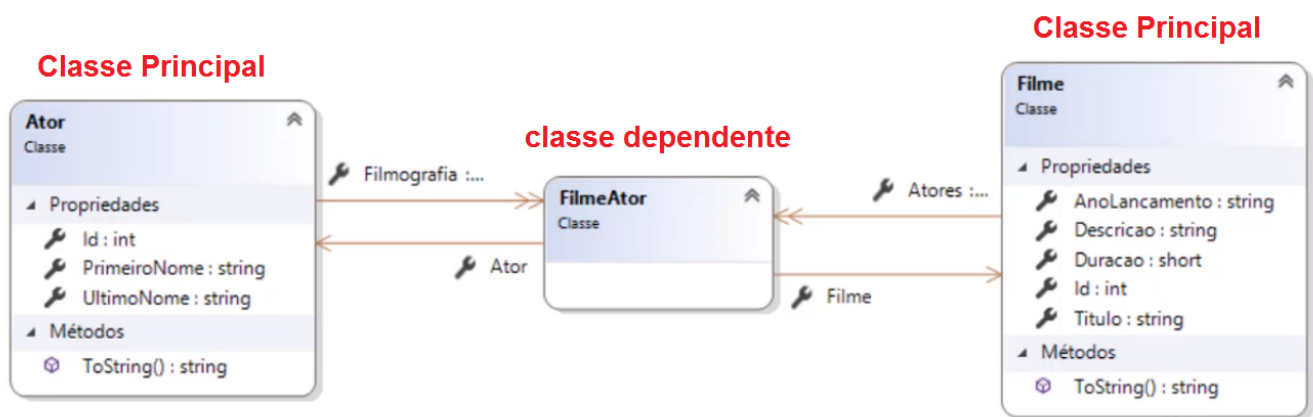 Classe Principal
Ator
Classe
Propriedades
Id : int
PrimeiroNome : string
UltimoNome : string
Métodos
ToString() : string
Filmografia :...
Ator
classe dependente
FilmeAtor
Classe
Atores :...
Filme
Classe Principal
Filme
Classe
Propriedades
AnoLancamento : string
Descricao : string
Duracao : short
Id : int
Titulo : string
Métodos
ToString() : string